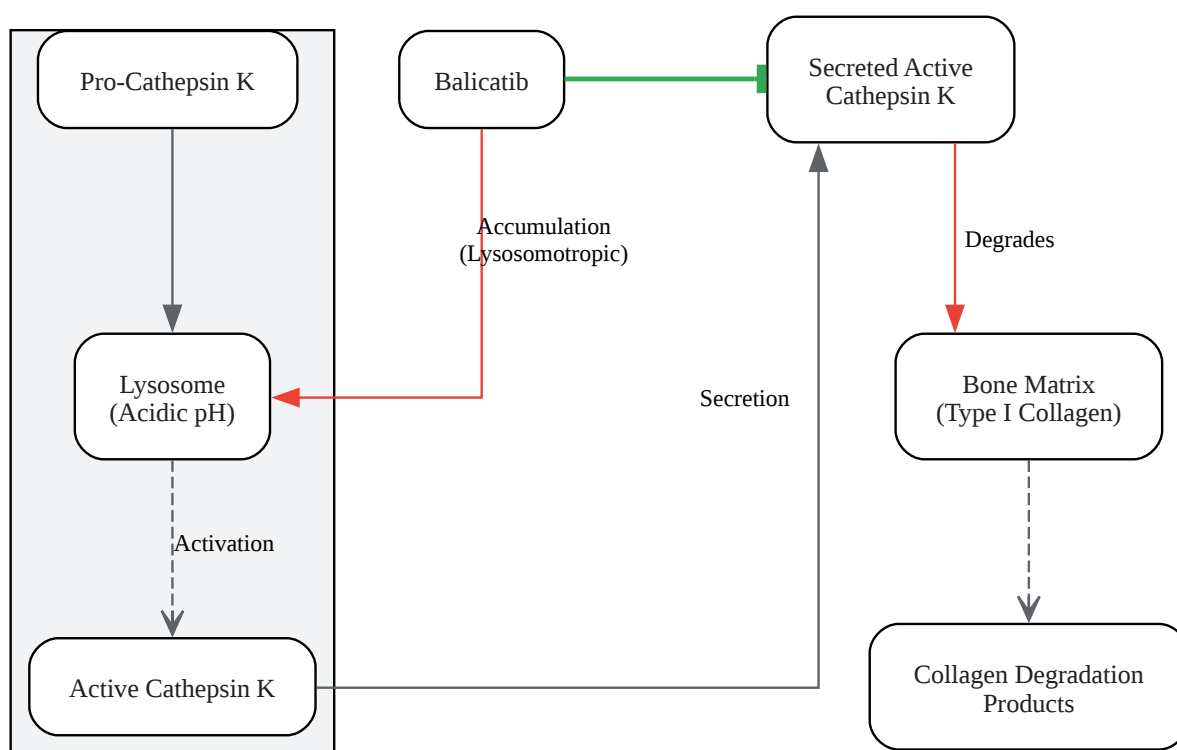 Pro-Cathepsin K
Balicatib
Secreted Active
Cathepsin K
Accumulation
(Lysosomotropic)
Degrades
Lysosome
(Acidic pH)
Secretion
Bone Matrix
(Type I Collagen)
Activation
Active Cathepsin K
Collagen Degradation
Products